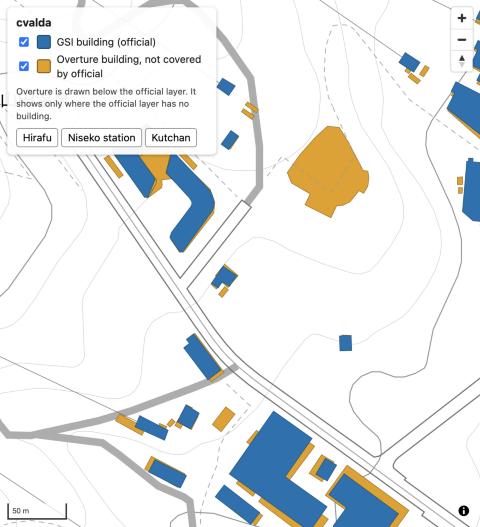 cvalda
GSI building (official)
Overture building, not covered
by official
Overture is drawn below the official layer. It
shows only where the official layer has no
building.
Hirafu
Niseko station
Kutchan
50 m